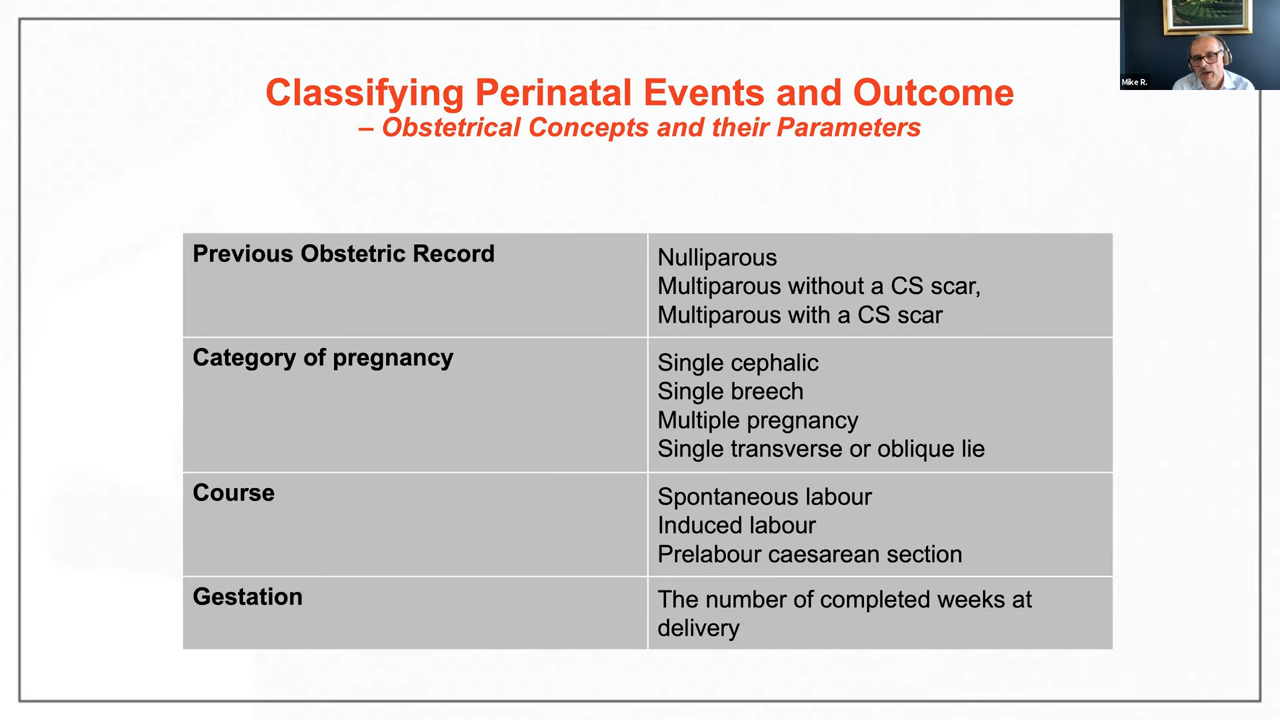 Classifying Perinatal Events and Outcome
– Obstetrical Concepts and their Parameters
Mike R.
Previous Obstetric Record
Nulliparous
Multiparous without a CS scar,
Multiparous with a CS scar
Category of pregnancy
Single cephalic
Single breech
Multiple pregnancy
Single transverse or oblique lie
Course
Spontaneous labour
Induced labour
Prelabour caesarean section
Gestation
The number of completed weeks at
delivery